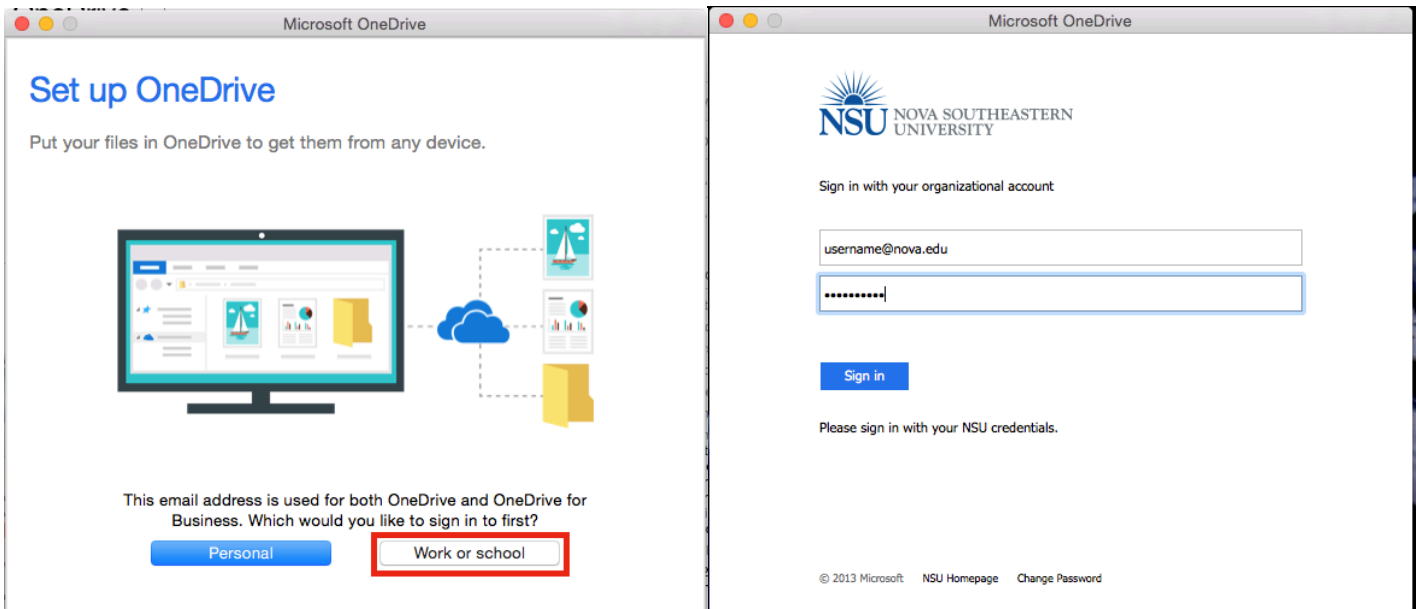 Microsoft OneDrive
Set up OneDrive
Put your files in OneDrive to get them from any device.
This email address is used for both OneDrive and OneDrive for
Business. Which would you like to sign in to first?
Personal
Work or school
Microsoft OneDrive
NSU NOVA SOUTHEASTERN
UNIVERSITY
Sign in with your organizational account
username@nova.edu
••••••••••
Sign in
Please sign in with your NSU credentials.
© 2013 Microsoft NSU Homepage Change Password